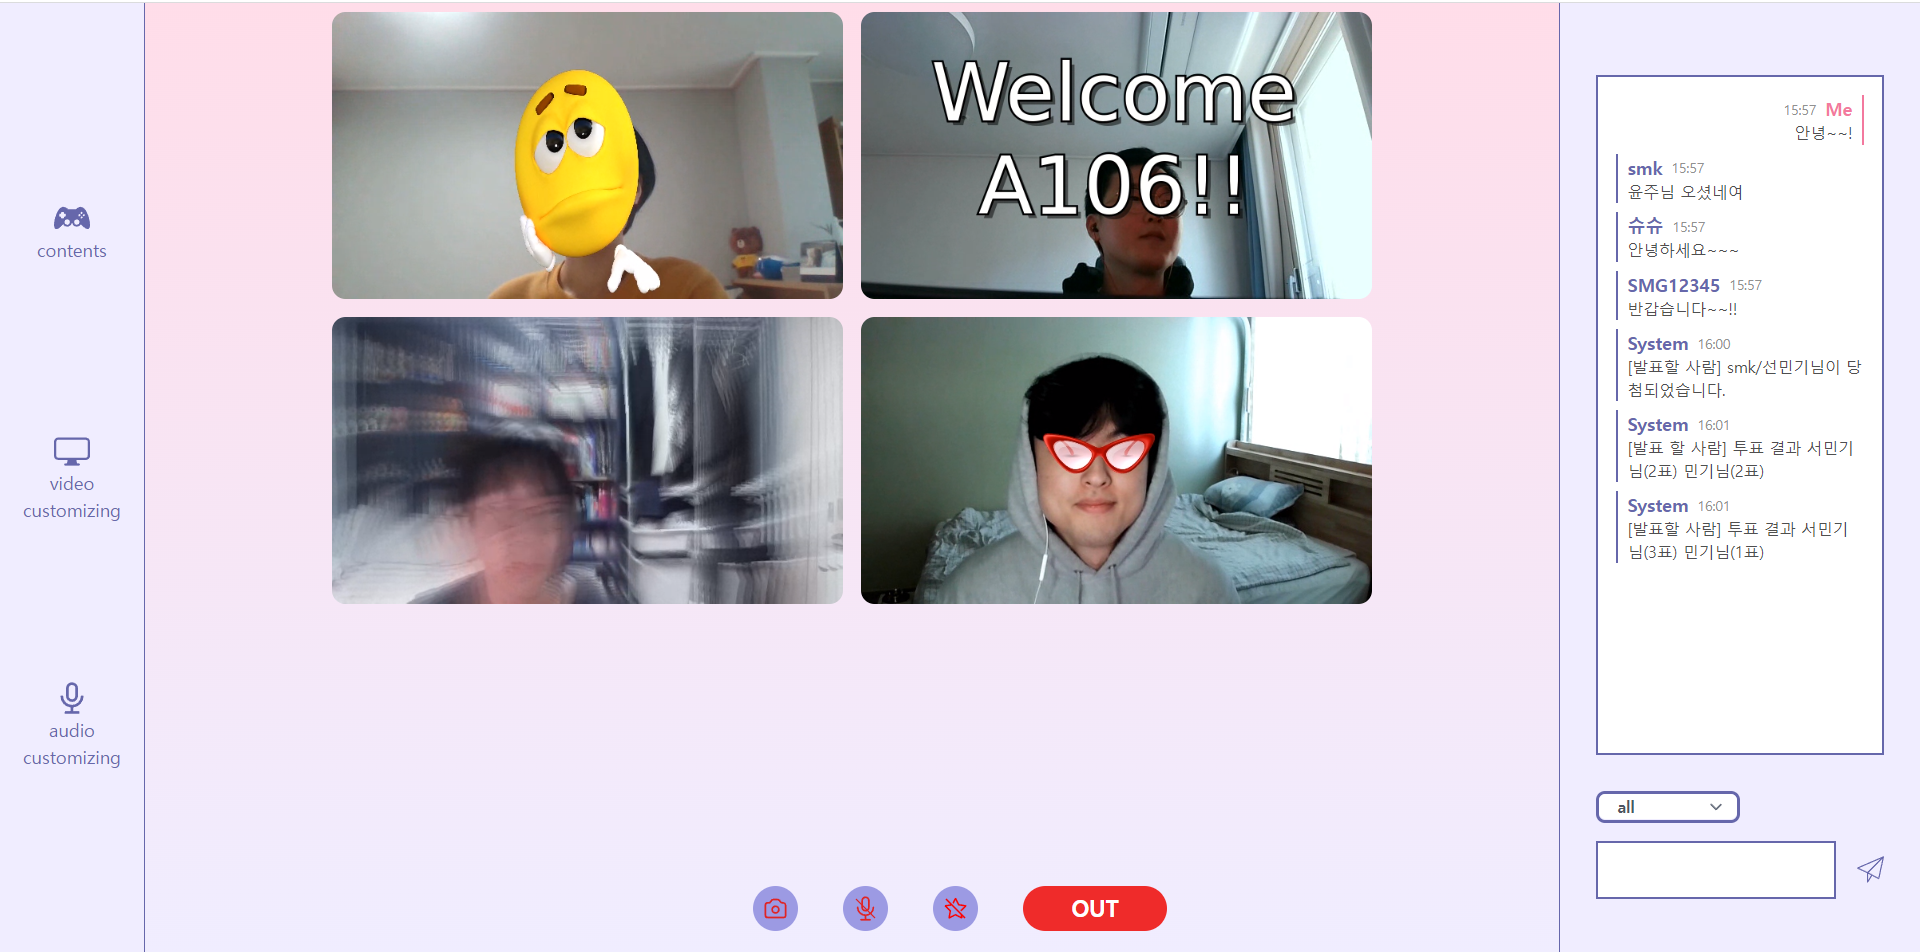 contents
video
customizing
audio
customizing
Welcome
A106!!
OUT
15:57 Me
안녕~~!
smk 15:57
윤주님 오셨네여
슈슈 15:57
안녕하세요~~~
SMG12345 15:57
반갑습니다~~!!
System 16:00
[발표할 사람] smk/선민기님이 당
첨되었습니다.
System 16:01
[발표 할 사람] 투표 결과 서민기
님(2표) 민기님(2표)
System 16:01
[발표할 사람] 투표 결과 서민기
님(3표) 민기님(1표)
all